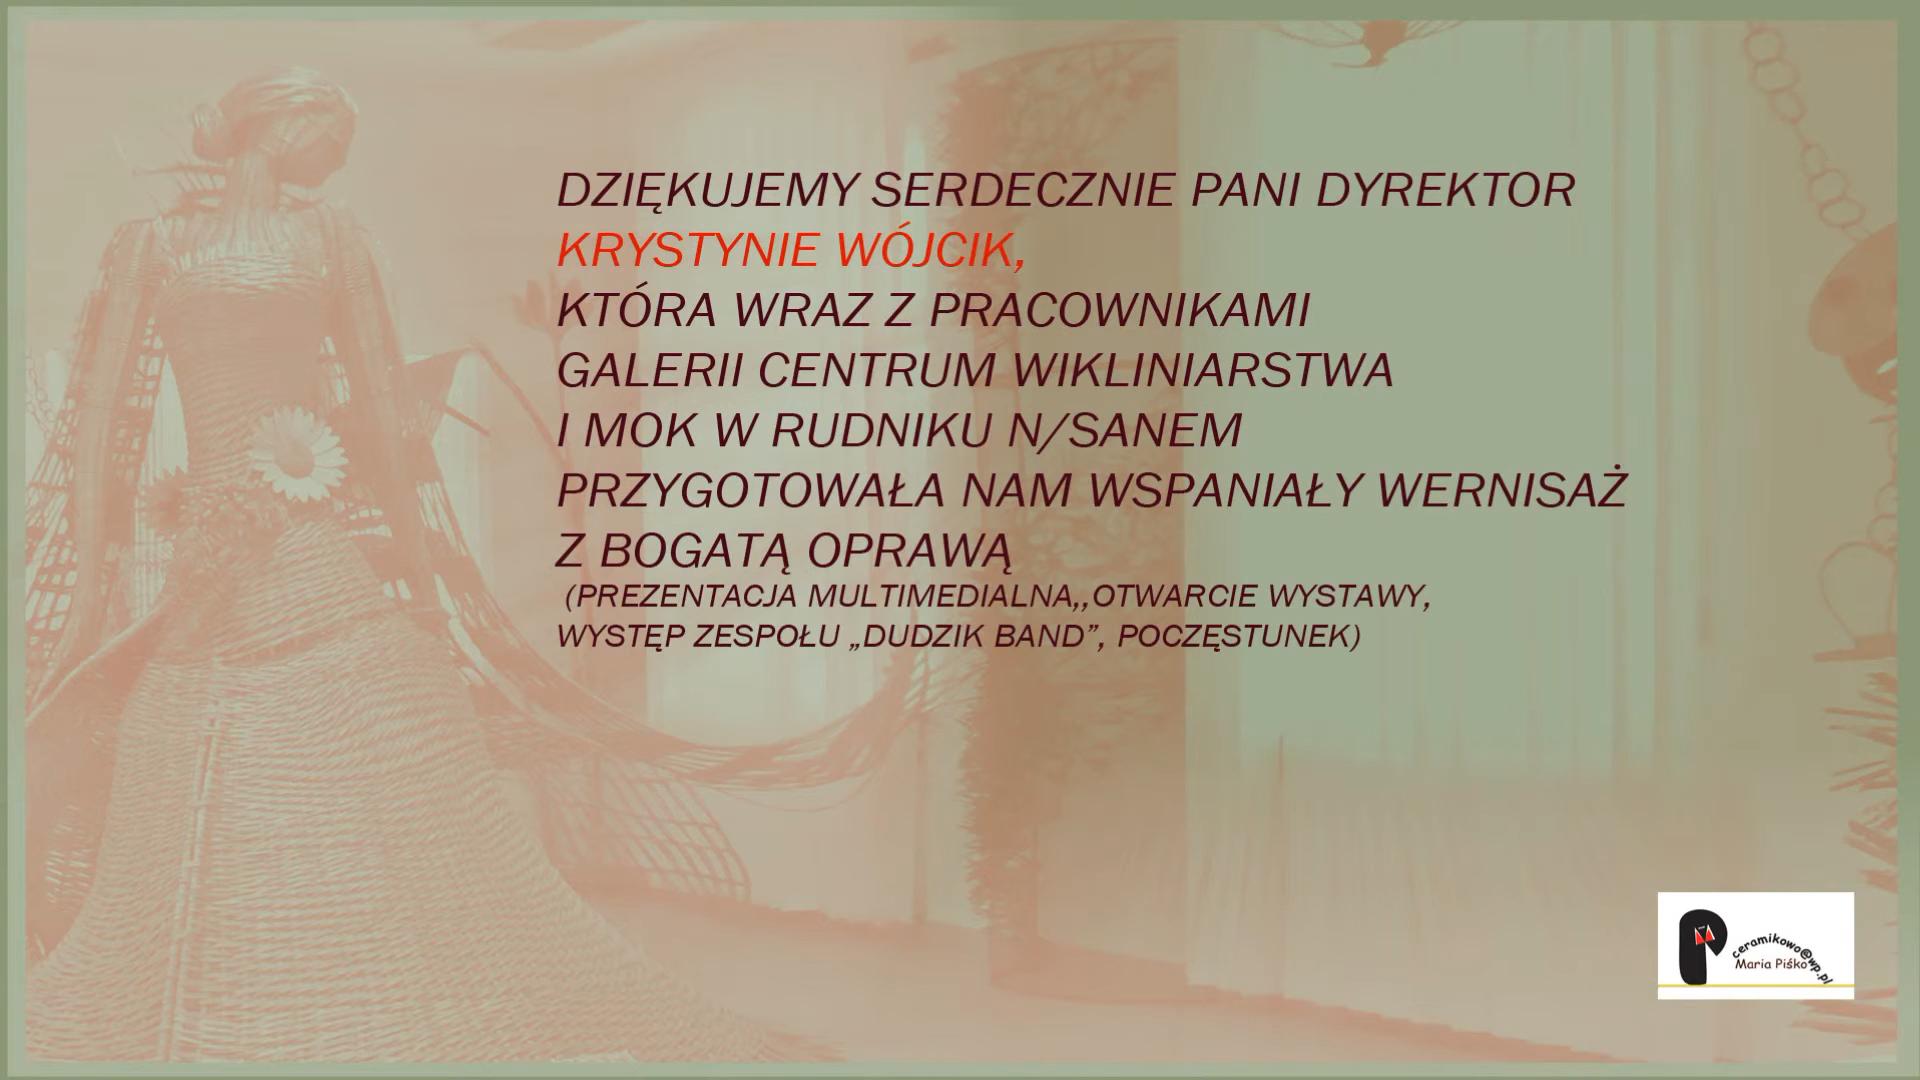 DZIĘKUJEMY SERDECZNIE PANI DYREKTOR
KRYSTYNIE WÓJCIK,
KTÓRA WRAZ Z PRACOWNIKAMI
GALERII CENTRUM WIKLINIARSTWA
I MOK W RUDNIKU N/SANEM
PRZYGOTOWAŁA NAM WSPANIAŁY WERNISAŻ
Z BOGATĄ OPRAWĄ
(PREZENTACJA MULTIMEDIALNA,,OTWARCIE WYSTAWY,
WYSTĘP ZESPOŁU „DUDZIK BAND”, POCZĘSTUNEK)
P
ceramikowo@wp.pl
Maria Piśko